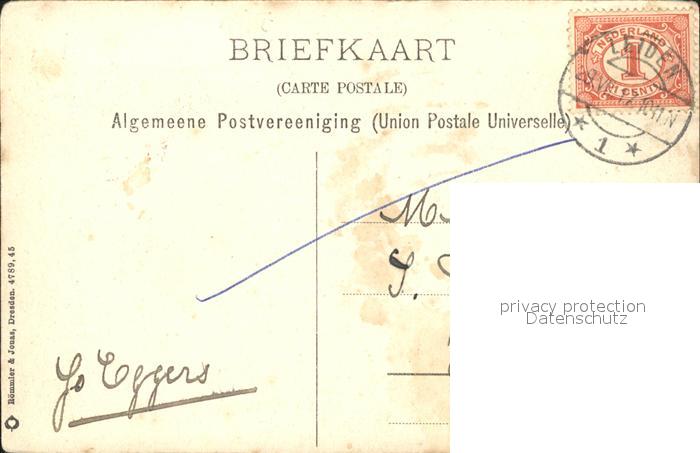 BRIEFKAART
(CARTE POSTALE)
Algemeene Postvereeniging (Union Postale Universelle)
NEDERLAND
1
1 CENT
LEIDEN
1
M
J.
privacy protection
Datenschutz
Jo Eggers
Römmler & Jonas, Dresden. 4789,45